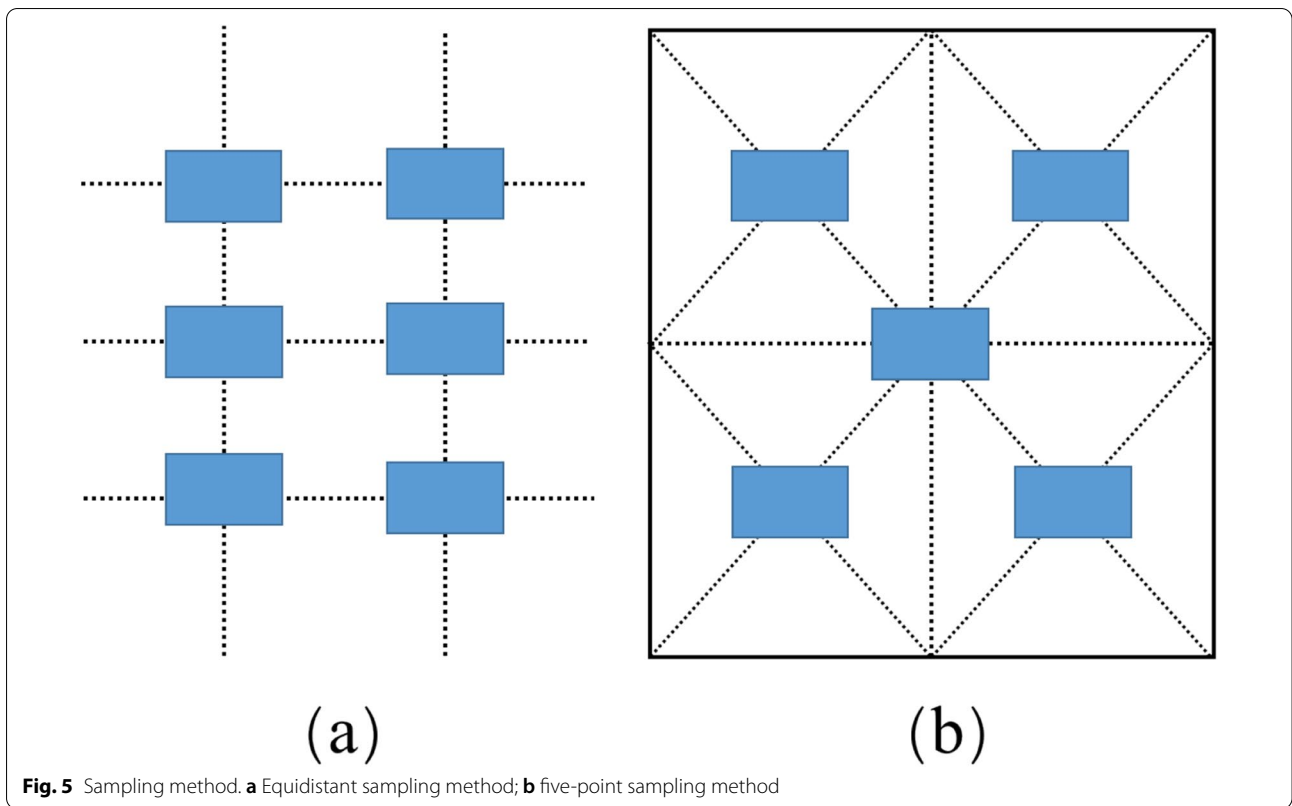 (a)
(b)
Fig. 5 Sampling method. a Equidistant sampling method; b five-point sampling method